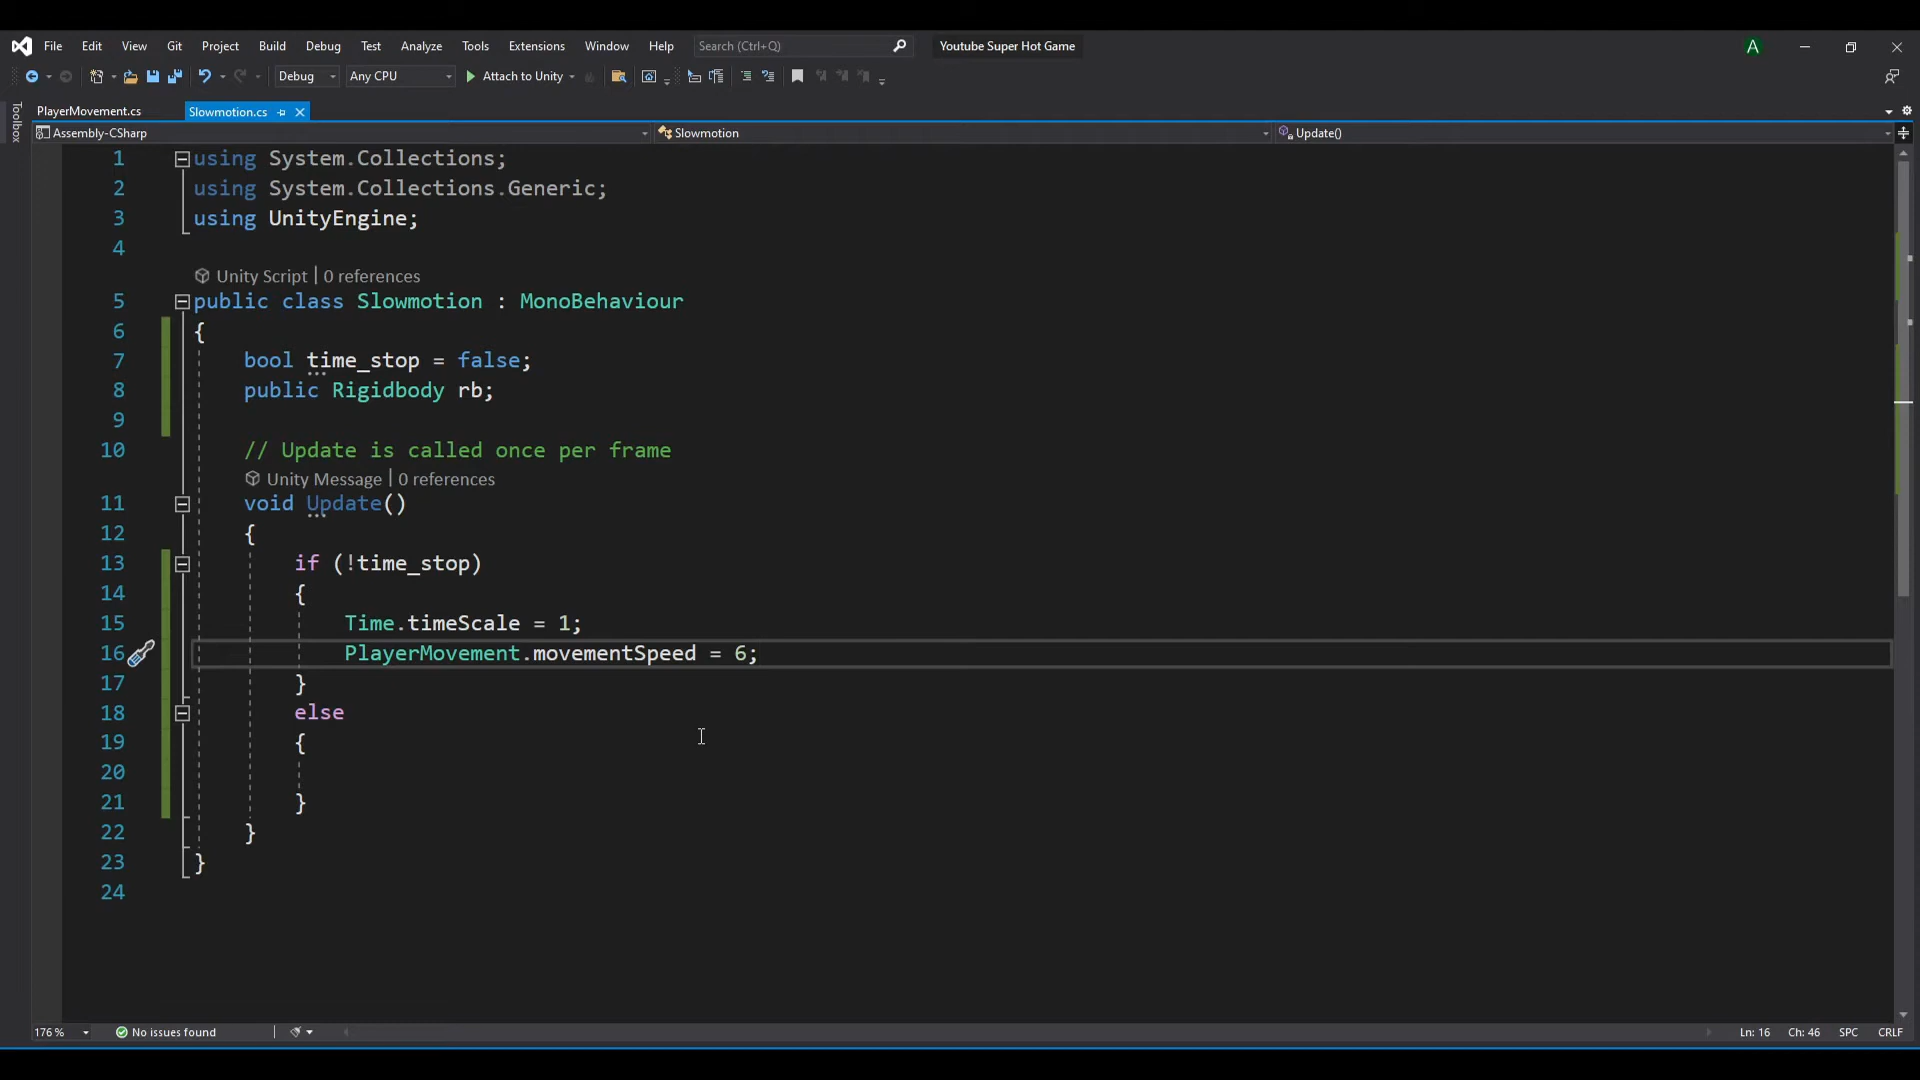 File Edit View Git Project Build Debug Test Analyze Tools Extensions Window Help Search (Ctrl+Q) Youtube Super Hot Game A
Debug Any CPU Attach to Unity
Toolbox
PlayerMovement.cs Slowmotion.cs
Assembly-CSharp Slowmotion Update()
1 using System.Collections;
2 using System.Collections.Generic;
3 using UnityEngine;
4
Unity Script | 0 references
5 public class Slowmotion : MonoBehaviour
6 {
7 bool time_stop = false;
8 public Rigidbody rb;
9
10 // Update is called once per frame
Unity Message | 0 references
11 void Update()
12 {
13 if (!time_stop)
14 {
15 Time.timeScale = 1;
16 PlayerMovement.movementSpeed = 6;
17 }
18 else
19 {
20
21 }
22 }
23 }
24
176 % No issues found Ln: 16 Ch: 46 SPC CRLF